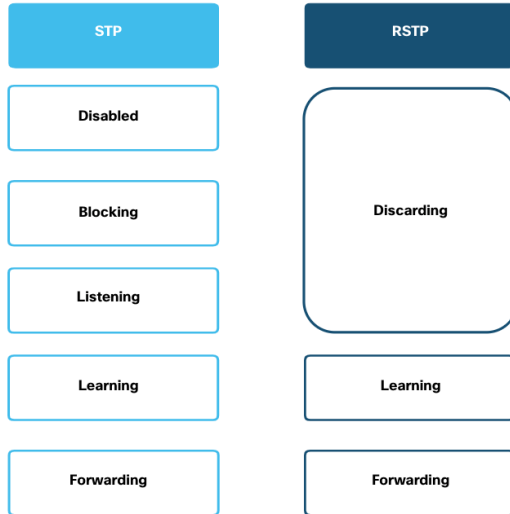 STP
RSTP
Disabled
Blocking
Discarding
Listening
Learning
Learning
Forwarding
Forwarding